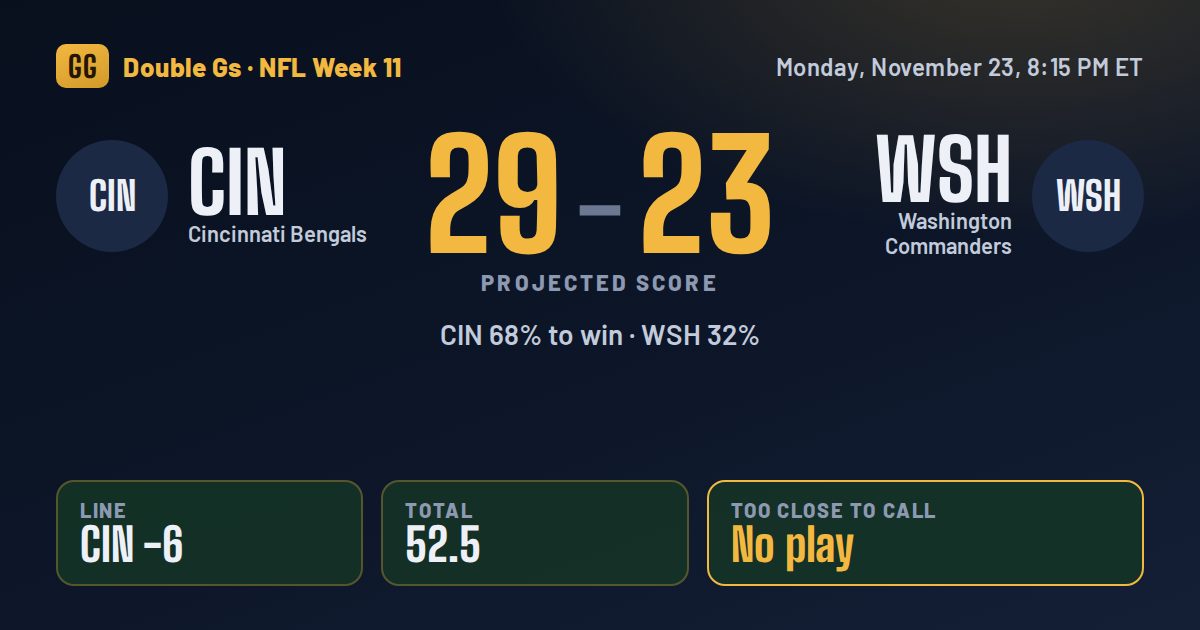 GG
Double Gs · NFL Week 11
Monday, November 23, 8:15 PM ET
CIN
CIN
Cincinnati Bengals
29 – 23
PROJECTED SCORE
CIN 68% to win · WSH 32%
WSH
Washington
Commanders
WSH
LINE
CIN −6
TOTAL
52.5
TOO CLOSE TO CALL
No play